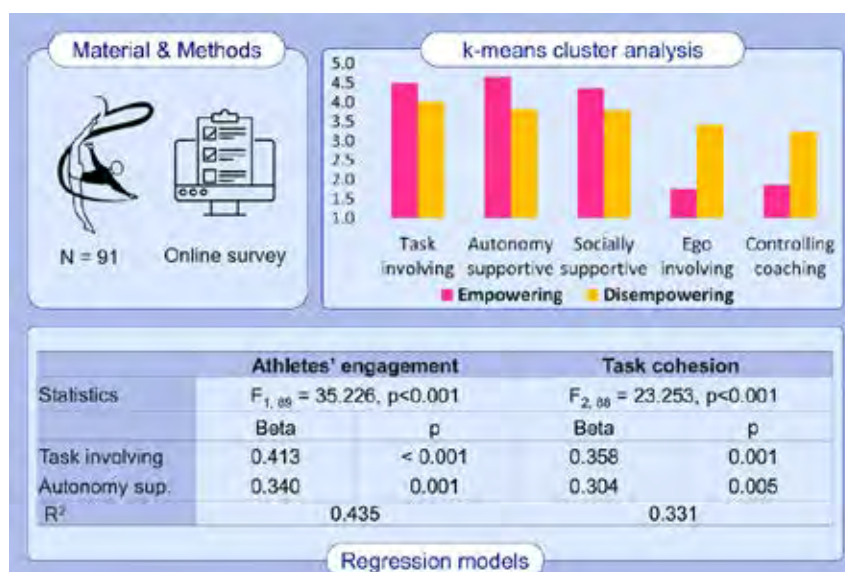 Material & Methods
N = 91
Online survey
k-means cluster analysis
5.0
4.5
4.0
3.5
3.0
2.5
2.0
1.5
1.0
Task involving
Autonomy supportive
Socially supportive
Ego involving
Controlling coaching
Empowering Disempowering
Athletes' engagement Task cohesion
Statistics F1, 89 = 35.226, p<0.001 F2, 88 = 23.253, p<0.001
Beta p Beta p
Task involving 0.413 < 0.001 0.358 0.001
Autonomy sup. 0.340 0.001 0.304 0.005
R² 0.435 0.331
Regression models